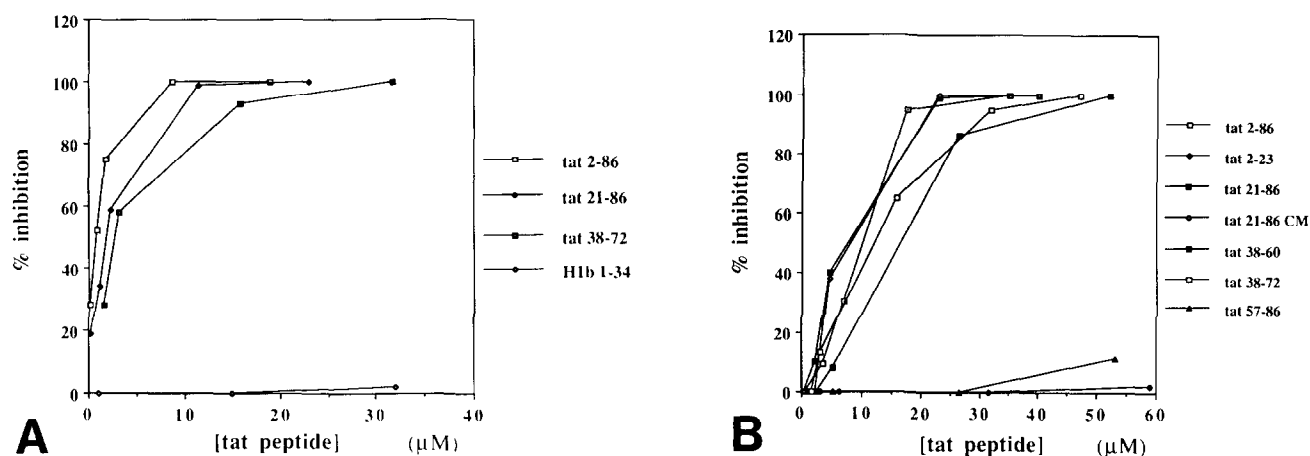 120
100
80
60
40
20
0
% inhibition
0 10 20 30 40
[tat peptide] (μM)
tat 2-86
tat 21-86
tat 38-72
H1b 1-34
A
120
100
80
60
40
20
0
% inhibition
0 10 20 30 40 50 60
[tat peptide] (μM)
tat 2-86
tat 2-23
tat 21-86
tat 21-86 CM
tat 38-60
tat 38-72
tat 57-86
B